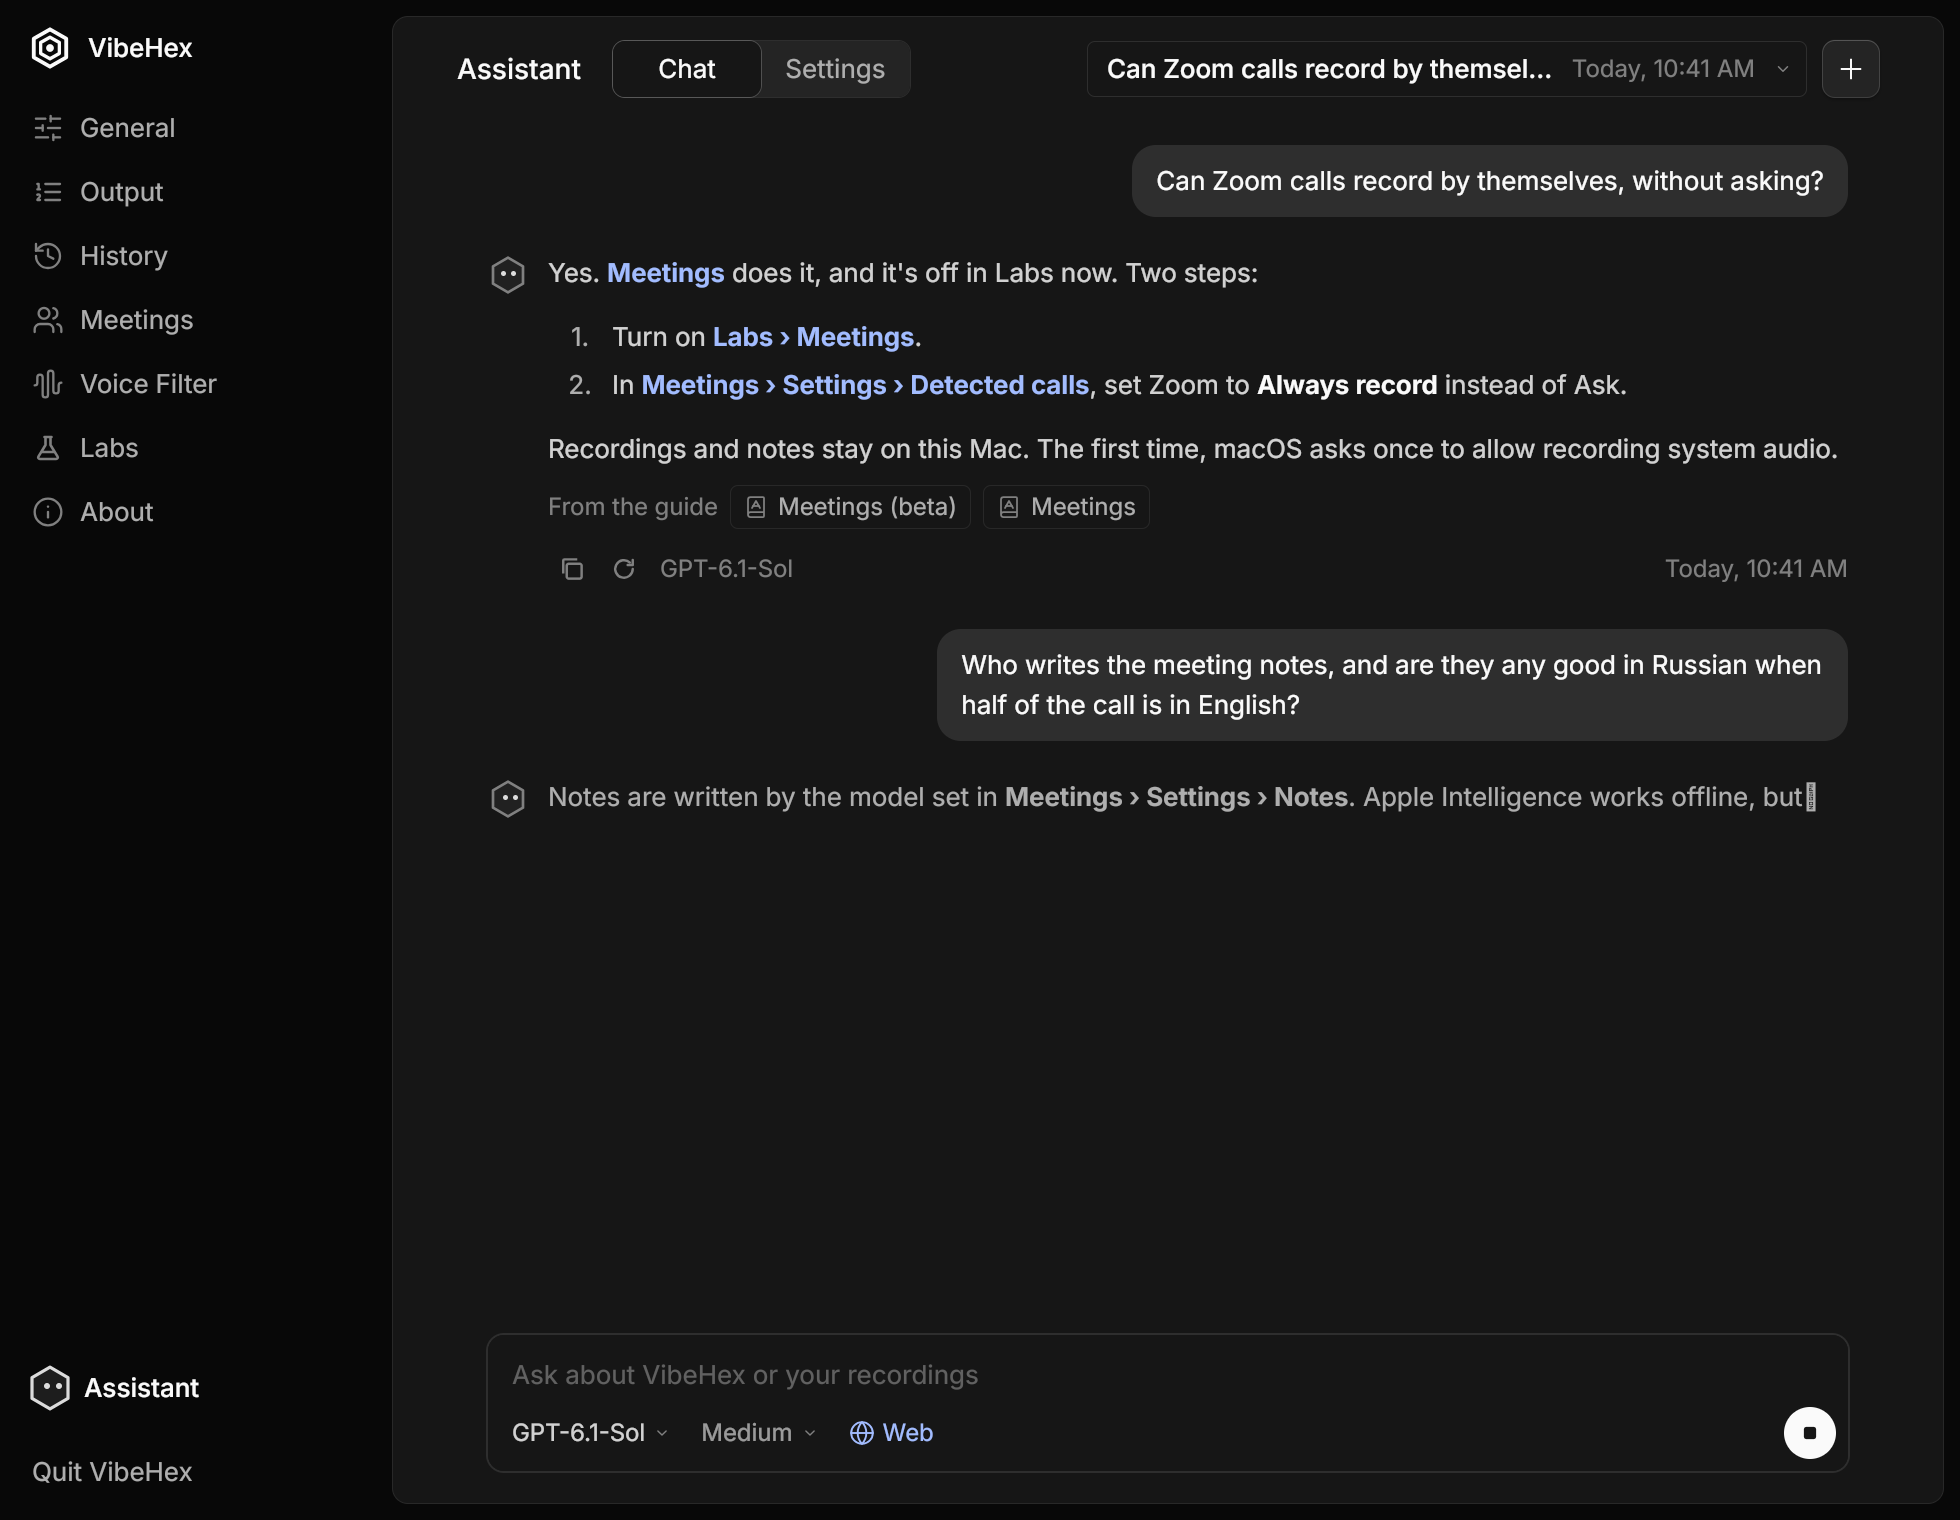 VibeHex
General
Output
History
Meetings
Voice Filter
Labs
About
Assistant
Quit VibeHex
Assistant
Chat
Settings
Can Zoom calls record by themsel... Today, 10:41 AM
Can Zoom calls record by themselves, without asking?
Yes. Meetings does it, and it's off in Labs now. Two steps:
1. Turn on Labs › Meetings.
2. In Meetings › Settings › Detected calls, set Zoom to Always record instead of Ask.
Recordings and notes stay on this Mac. The first time, macOS asks once to allow recording system audio.
From the guide Meetings (beta) Meetings
GPT-6.1-Sol Today, 10:41 AM
Who writes the meeting notes, and are they any good in Russian when
half of the call is in English?
Notes are written by the model set in Meetings › Settings › Notes. Apple Intelligence works offline, but
Ask about VibeHex or your recordings
GPT-6.1-Sol Medium Web